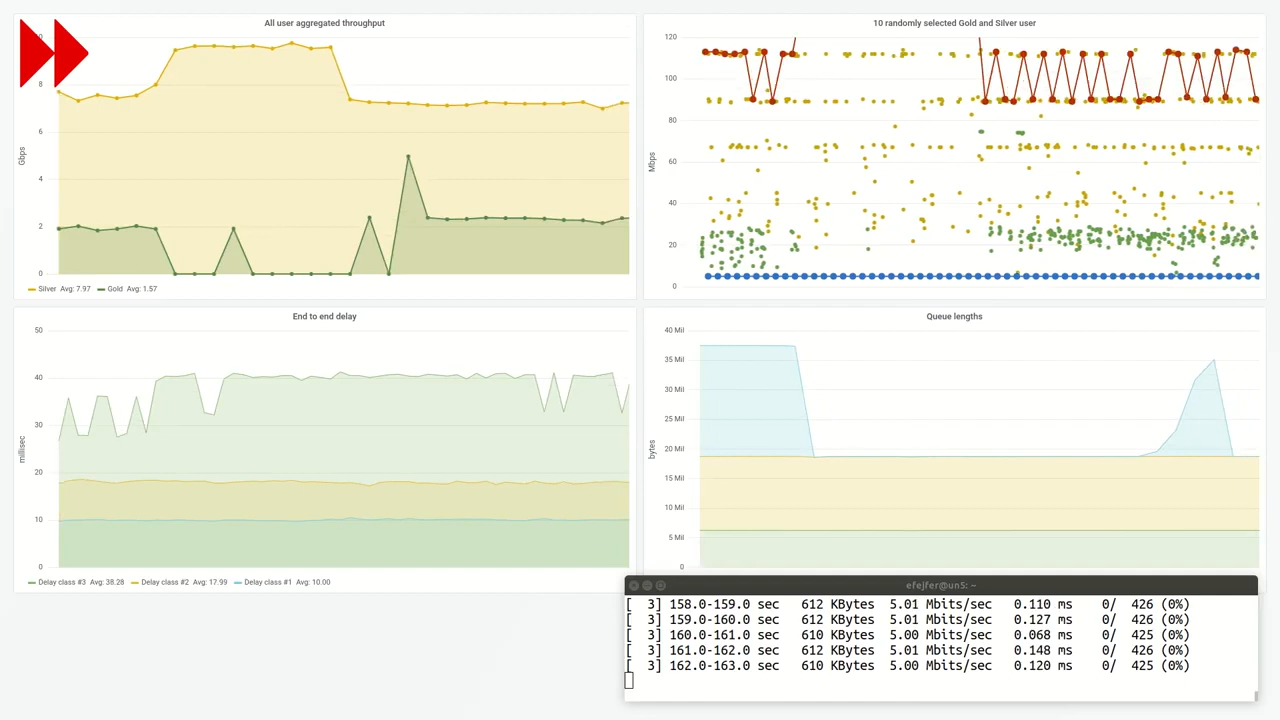 All user aggregated throughput
10
8
6
4
2
0
Gbps
Silver Avg: 7.97 Gold Avg: 1.57
10 randomly selected Gold and Silver user
120
100
80
60
40
20
0
Mbps
End to end delay
50
40
30
20
10
0
millisec
Delay class #3 Avg: 38.28 Delay class #2 Avg: 17.99 Delay class #1 Avg: 10.00
Queue lengths
40 Mil
35 Mil
30 Mil
25 Mil
20 Mil
15 Mil
10 Mil
5 Mil
0
bytes
efejfer@un5: ~
[ 3] 158.0-159.0 sec 612 KBytes 5.01 Mbits/sec 0.110 ms 0/ 426 (0%)
[ 3] 159.0-160.0 sec 612 KBytes 5.01 Mbits/sec 0.127 ms 0/ 426 (0%)
[ 3] 160.0-161.0 sec 610 KBytes 5.00 Mbits/sec 0.068 ms 0/ 425 (0%)
[ 3] 161.0-162.0 sec 612 KBytes 5.01 Mbits/sec 0.148 ms 0/ 426 (0%)
[ 3] 162.0-163.0 sec 610 KBytes 5.00 Mbits/sec 0.120 ms 0/ 425 (0%)